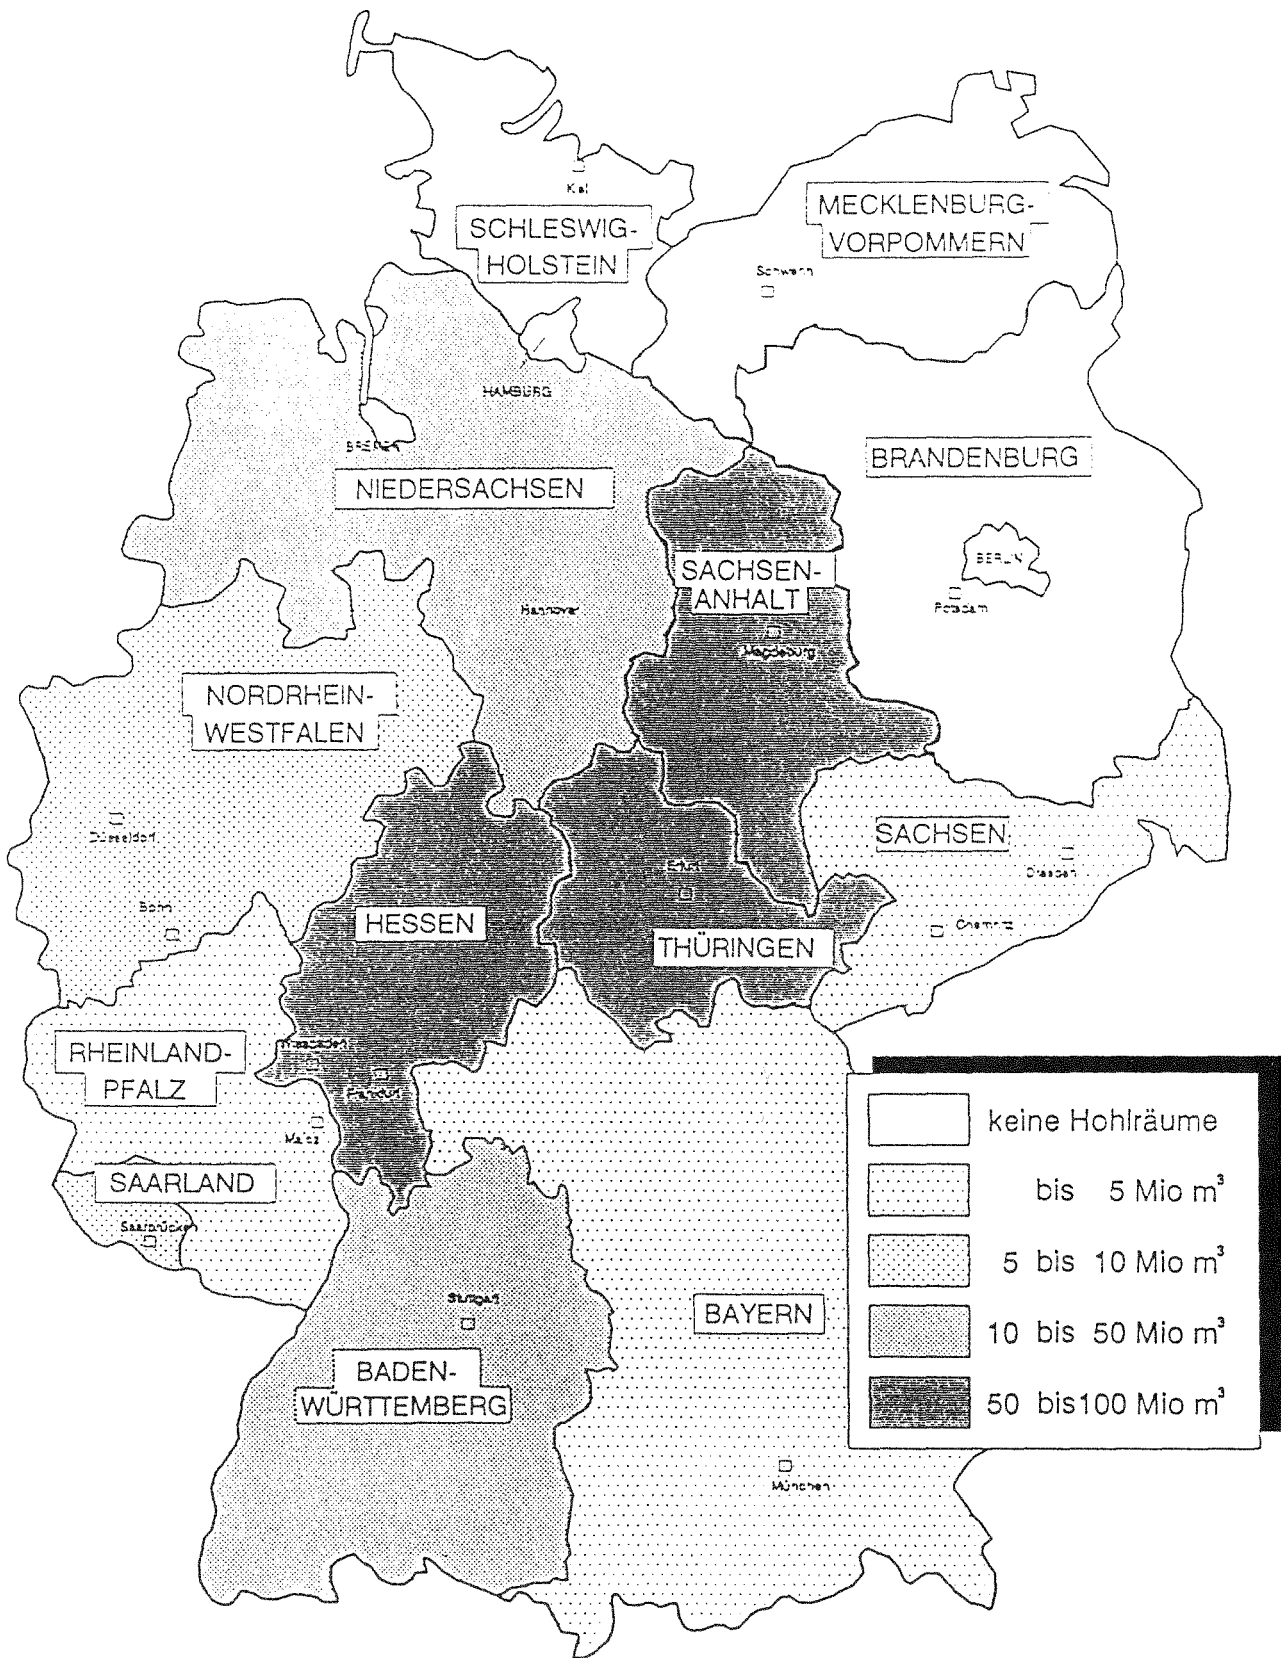 Kiel
SCHLESWIG-
HOLSTEIN
MECKLENBURG-
VORPOMMERN
Schwerin
HAMBURG
BREMEN
NIEDERSACHSEN
BRANDENBURG
BERLIN
Potsdam
SACHSEN-
ANHALT
Magdeburg
Hannover
NORDRHEIN-
WESTFALEN
Düsseldorf
Bonn
SACHSEN
Dresden
Chemnitz
Erfurt
THÜRINGEN
HESSEN
Wiesbaden
Frankfurt
RHEINLAND-
PFALZ
Mainz
SAARLAND
Saarbrücken
Stuttgart
BADEN-
WÜRTTEMBERG
BAYERN
München
keine Hohlräume
bis 5 Mio m³
5 bis 10 Mio m³
10 bis 50 Mio m³
50 bis100 Mio m³